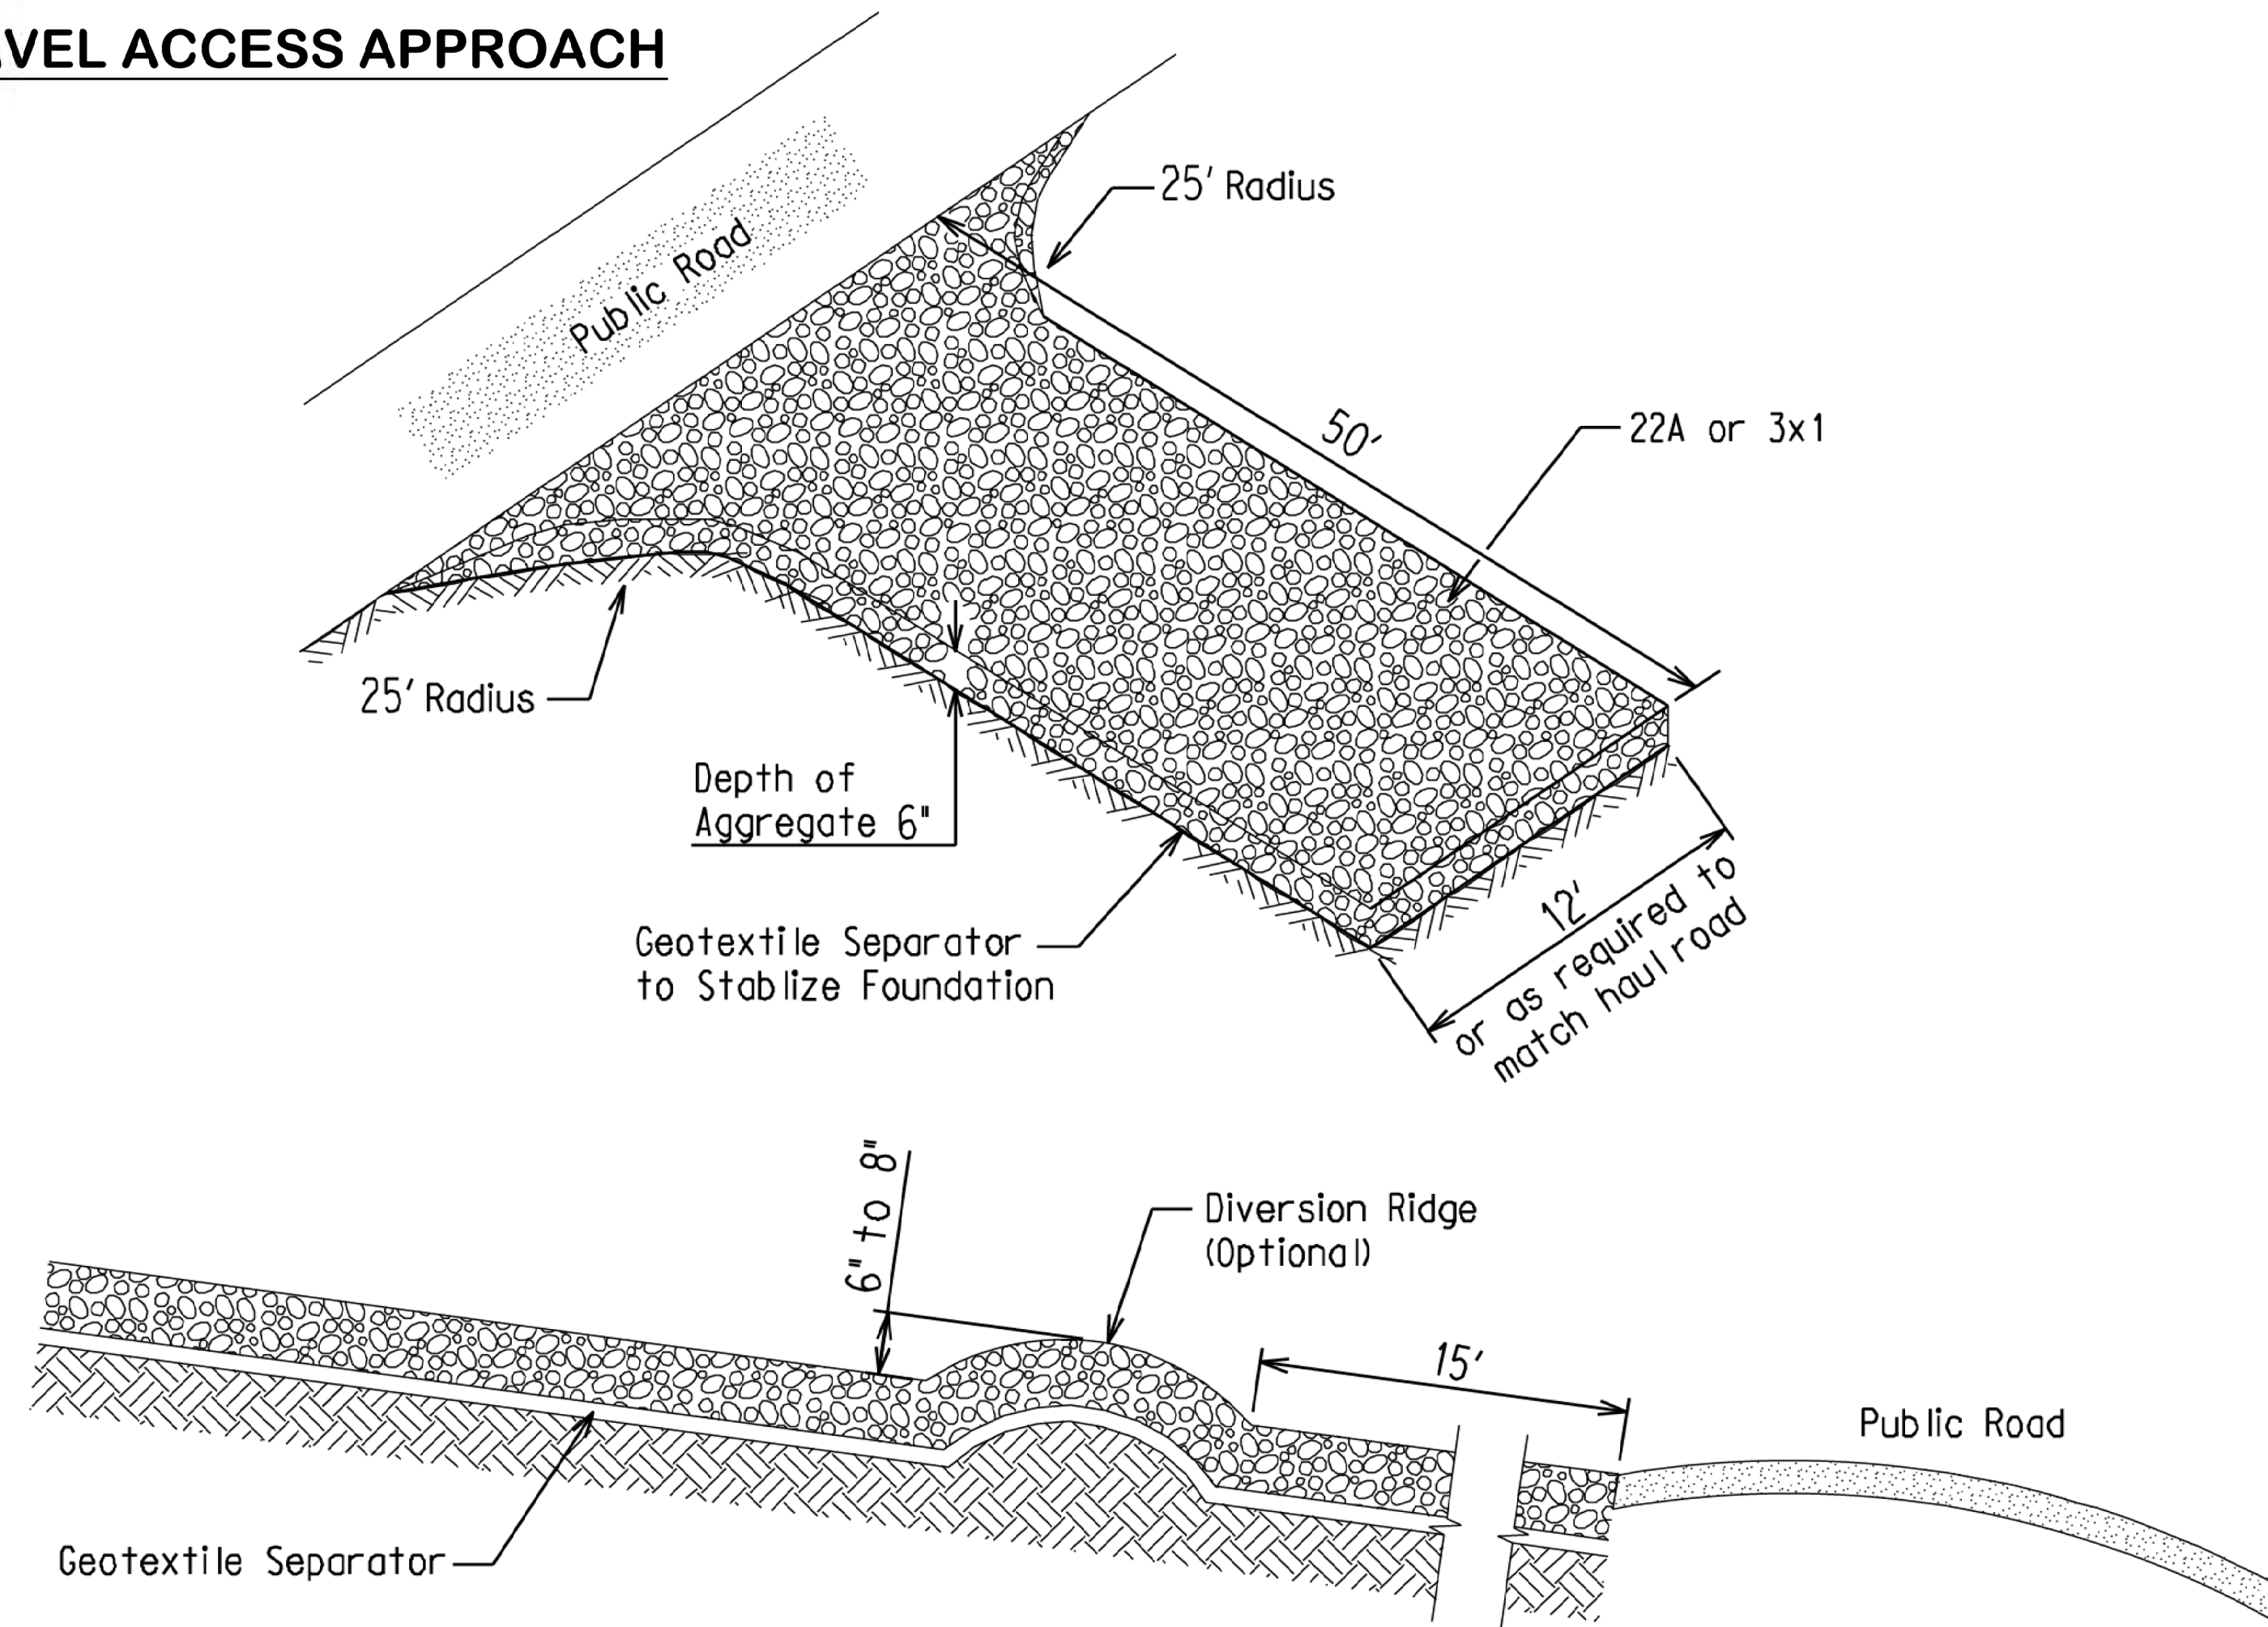 VEL ACCESS APPROACH
25' Radius
Public Road
50'
22A or 3x1
25' Radius
Depth of
Aggregate 6"
12'
or as required to
match haul road
Geotextile Separator
to Stablize Foundation
6" to 8"
Diversion Ridge
(Optional)
15'
Public Road
Geotextile Separator